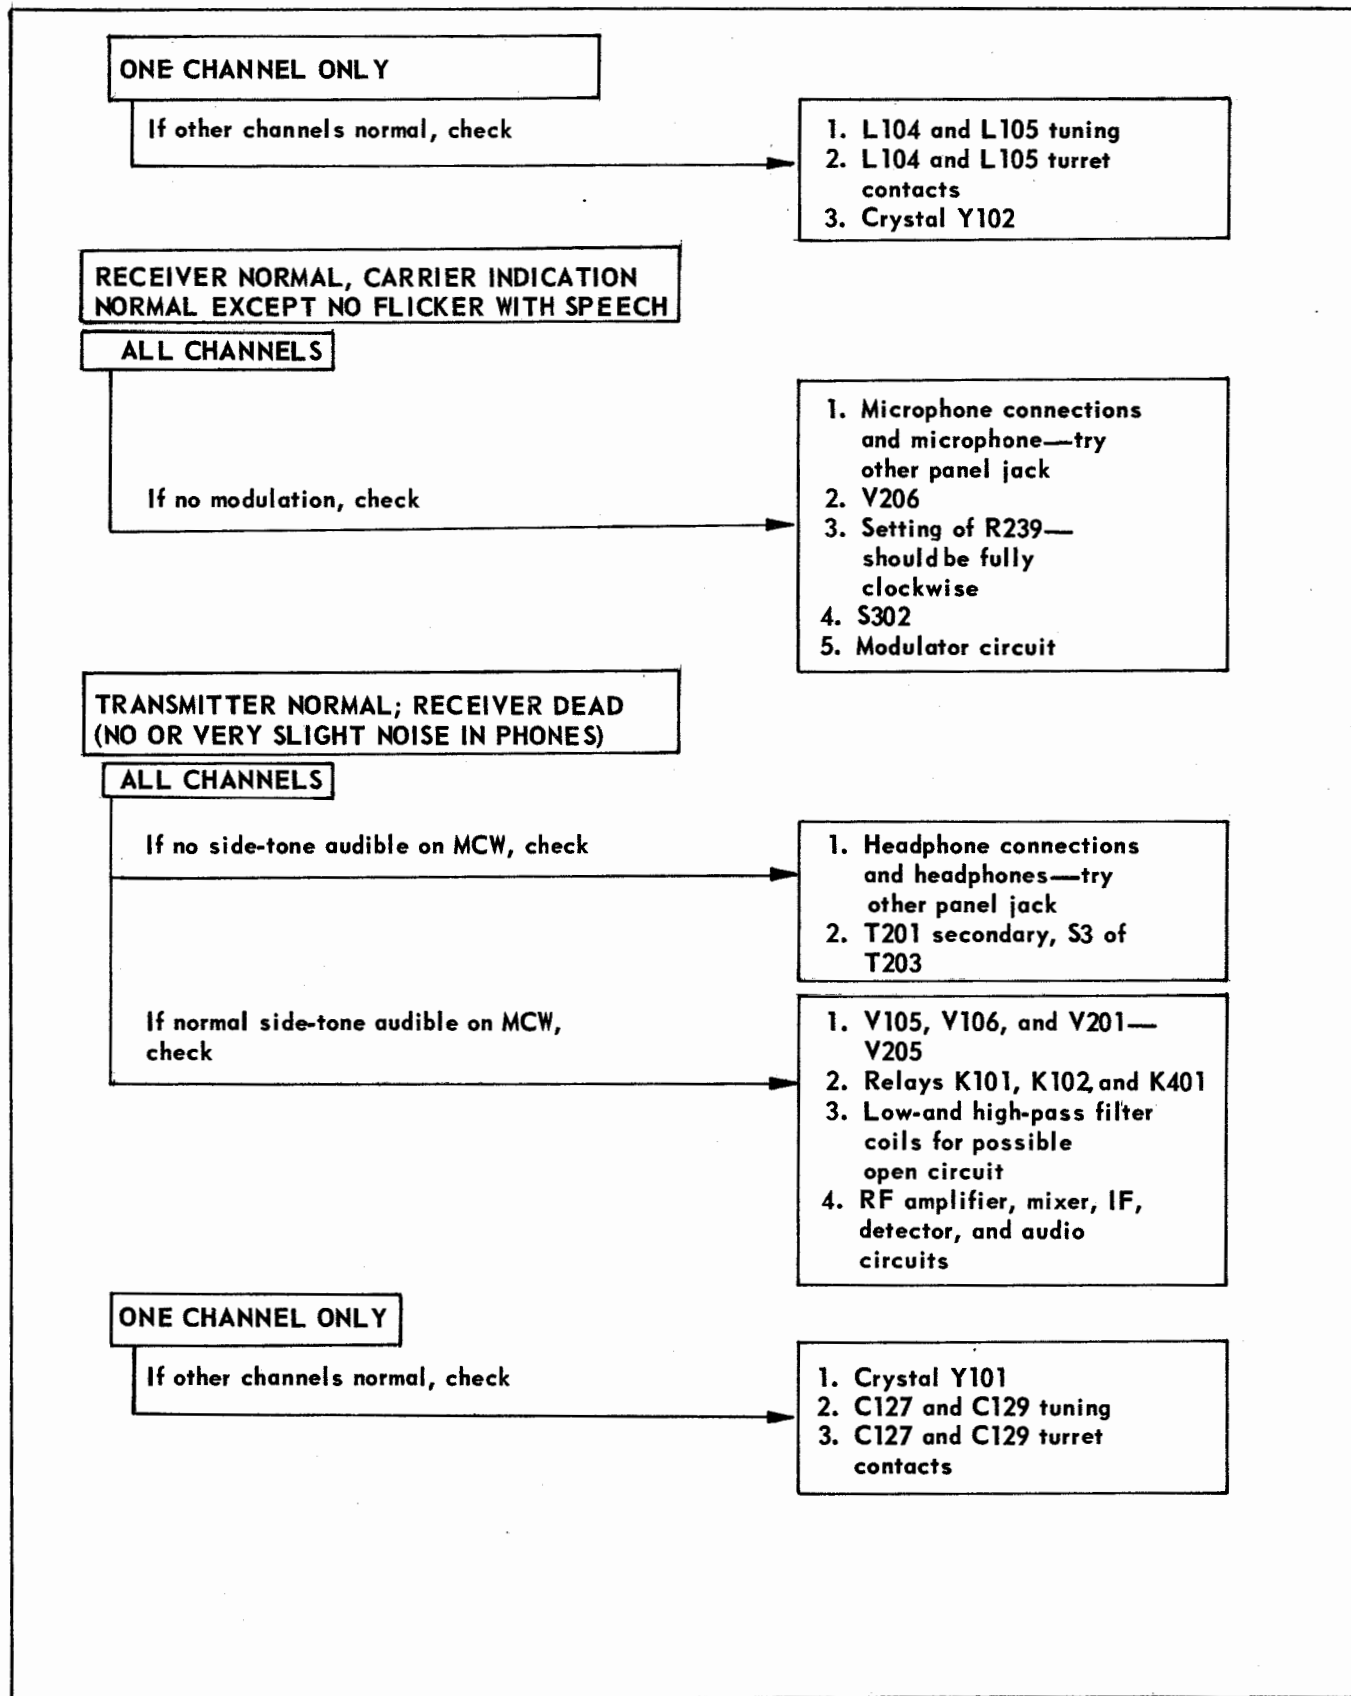 ONE CHANNEL ONLY
If other channels normal, check
1. L104 and L105 tuning
2. L104 and L105 turret
contacts
3. Crystal Y102
RECEIVER NORMAL, CARRIER INDICATION
NORMAL EXCEPT NO FLICKER WITH SPEECH
ALL CHANNELS
If no modulation, check
1. Microphone connections
and microphone—try
other panel jack
2. V206
3. Setting of R239—
should be fully
clockwise
4. S302
5. Modulator circuit
TRANSMITTER NORMAL; RECEIVER DEAD
(NO OR VERY SLIGHT NOISE IN PHONES)
ALL CHANNELS
If no side-tone audible on MCW, check
1. Headphone connections
and headphones—try
other panel jack
2. T201 secondary, S3 of
T203
If normal side-tone audible on MCW,
check
1. V105, V106, and V201—
V205
2. Relays K101, K102, and K401
3. Low-and high-pass filter
coils for possible
open circuit
4. RF amplifier, mixer, IF,
detector, and audio
circuits
ONE CHANNEL ONLY
If other channels normal, check
1. Crystal Y101
2. C127 and C129 tuning
3. C127 and C129 turret
contacts